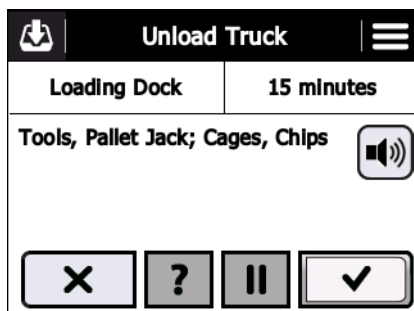 Unload Truck
Loading Dock
15 minutes
Tools, Pallet Jack; Cages, Chips
?